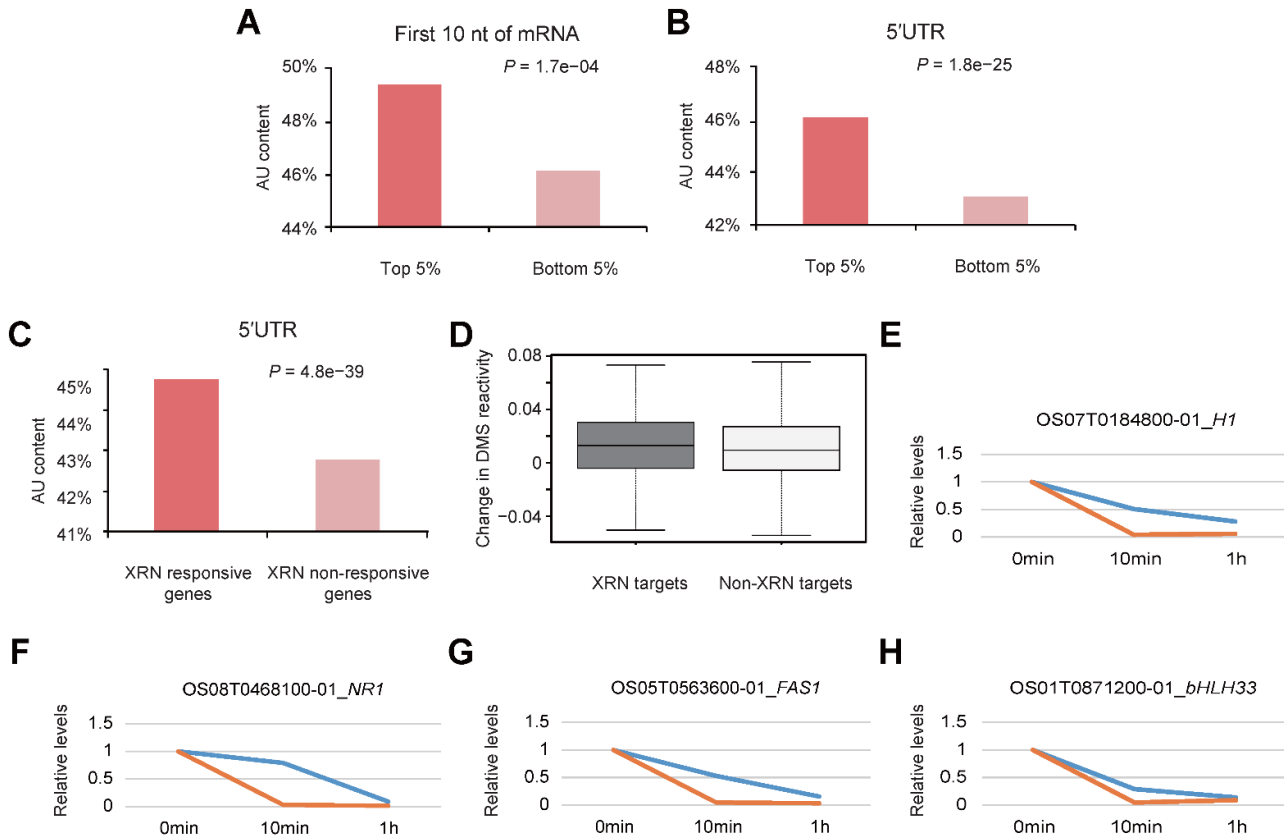 A
First 10 nt of mRNA
P = 1.7e−04
AU content
50%
48%
46%
44%
Top 5%
Bottom 5%
B
5′UTR
P = 1.8e−25
AU content
48%
46%
44%
42%
Top 5%
Bottom 5%
C
5′UTR
P = 4.8e−39
AU content
45%
44%
43%
42%
41%
XRN responsive
genes
XRN non-responsive
genes
D
Change in DMS reactivity
0.08
0.04
0
−0.04
XRN targets
Non-XRN targets
E
OS07T0184800-01_H1
Relative levels
1.5
1
0.5
0
0min
10min
1h
F
OS08T0468100-01_NR1
Relative levels
1.5
1
0.5
0
0min
10min
1h
G
OS05T0563600-01_FAS1
Relative levels
1.5
1
0.5
0
0min
10min
1h
H
OS01T0871200-01_bHLH33
Relative levels
1.5
1
0.5
0
0min
10min
1h